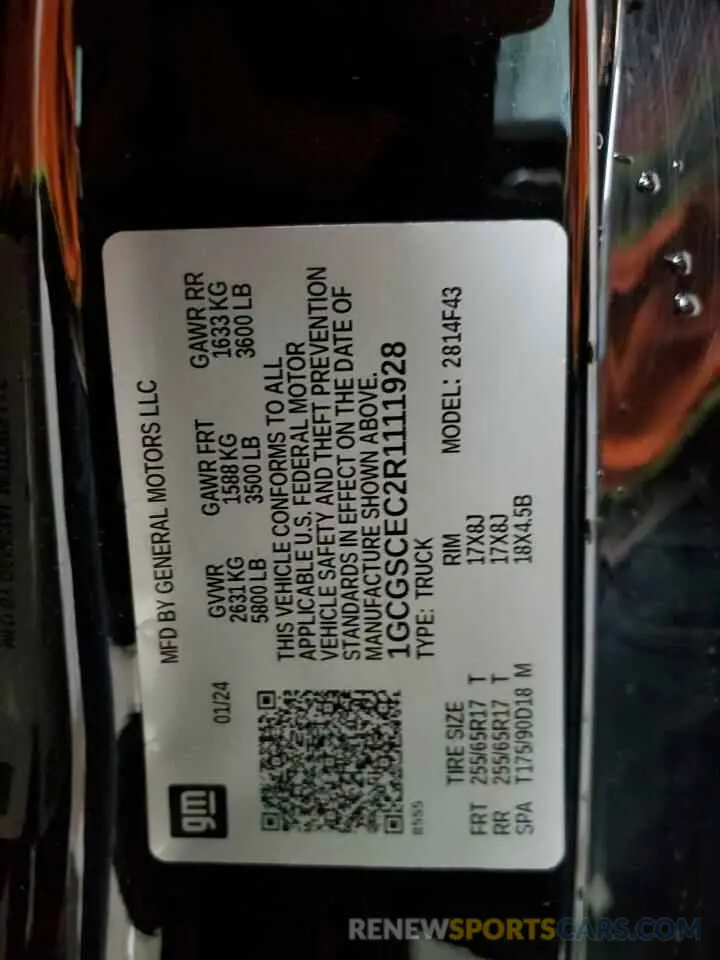 MFD BY GENERAL MOTORS LLC
01/24
GVWR GAWR FRT GAWR RR
2631 KG 1588 KG 1633 KG
5800 LB 3500 LB 3600 LB
THIS VEHICLE CONFORMS TO ALL
APPLICABLE U.S. FEDERAL MOTOR
VEHICLE SAFETY AND THEFT PREVENTION
STANDARDS IN EFFECT ON THE DATE OF
MANUFACTURE SHOWN ABOVE.
1GCGSCEC2R1111928
TYPE: TRUCK MODEL: 2814F43
gm
TIRE SIZE RIM
FRT 255/65R17 T 17X8J
RR 255/65R17 T 17X8J
SPA T175/90D18 M 18X4.5B
RENEWSPORTSCARS.COM